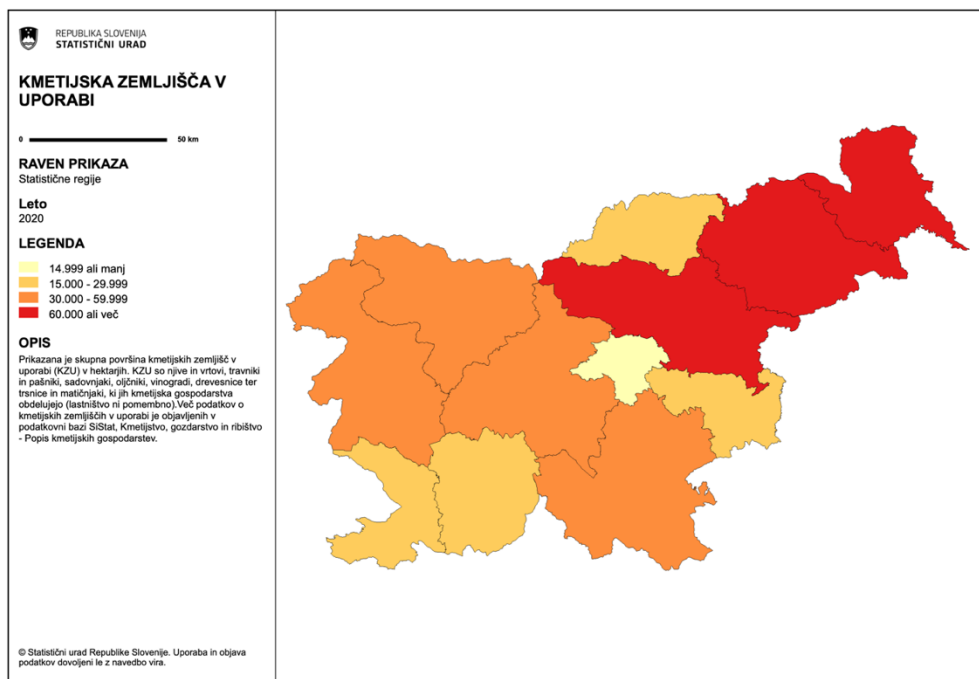 REPUBLIKA SLOVENIJA
STATISTIČNI URAD
KMETIJSKA ZEMLJIŠČA V
UPORABI
0 50 km
RAVEN PRIKAZA
Statistične regije
Leto
2020
LEGENDA
14.999 ali manj
15.000 - 29.999
30.000 - 59.999
60.000 ali več
OPIS
Prikazana je skupna površina kmetijskih zemljišč v
uporabi (KZU) v hektarjih. KZU so njive in vrtovi, travniki
in pašniki, sadovnjaki, oljčniki, vinogradi, drevesnice ter
trsnice in matičnjaki, ki jih kmetijska gospodarstva
obdelujejo (lastništvo ni pomembno).Več podatkov o
kmetijskih zemljiščih v uporabi je objavljenih v
podatkovni bazi SiStat, Kmetijstvo, gozdarstvo in ribištvo
- Popis kmetijskih gospodarstev.
© Statistični urad Republike Slovenije. Uporaba in objava
podatkov dovoljeni le z navedbo vira.